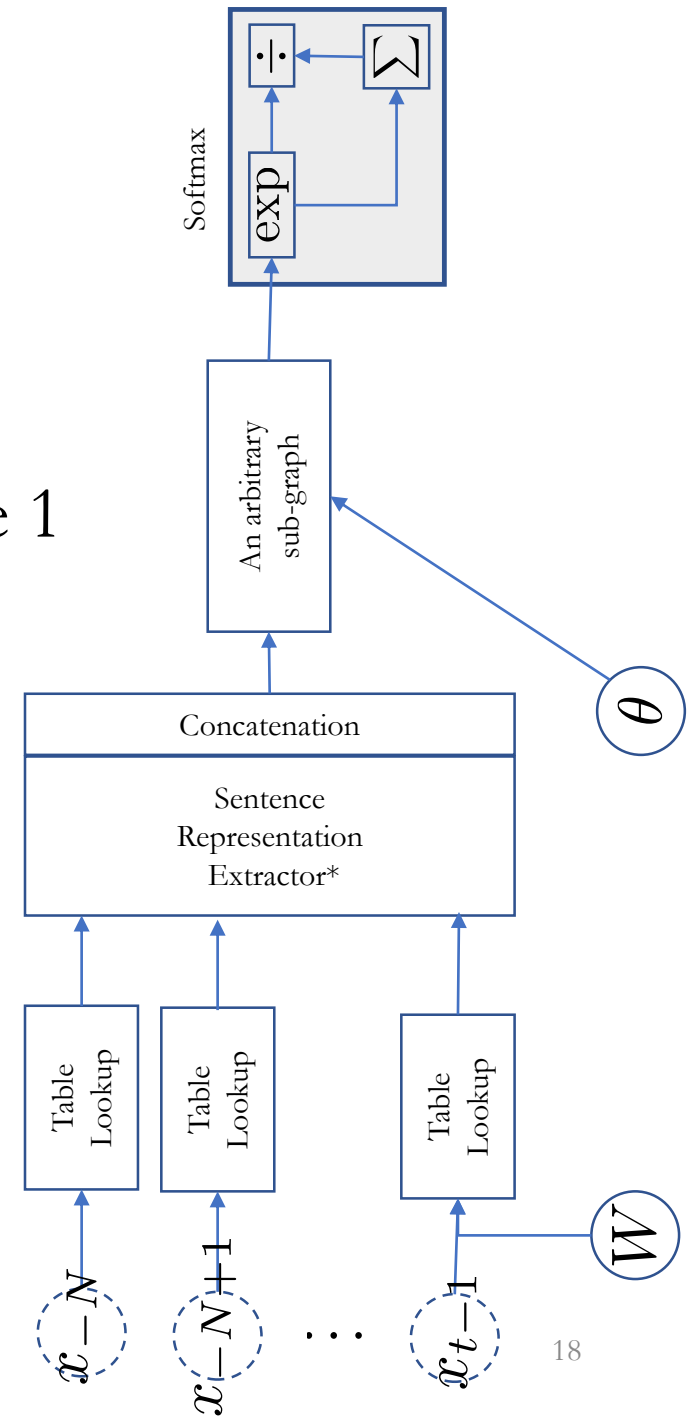 e 1
Softmax
exp
÷
Σ
An arbitrary
sub-graph
Concatenation
Sentence
Representation
Extractor*
Table
Lookup
Table
Lookup
Table
Lookup
x−N
x−N+1
...
xt−1
W
θ
18